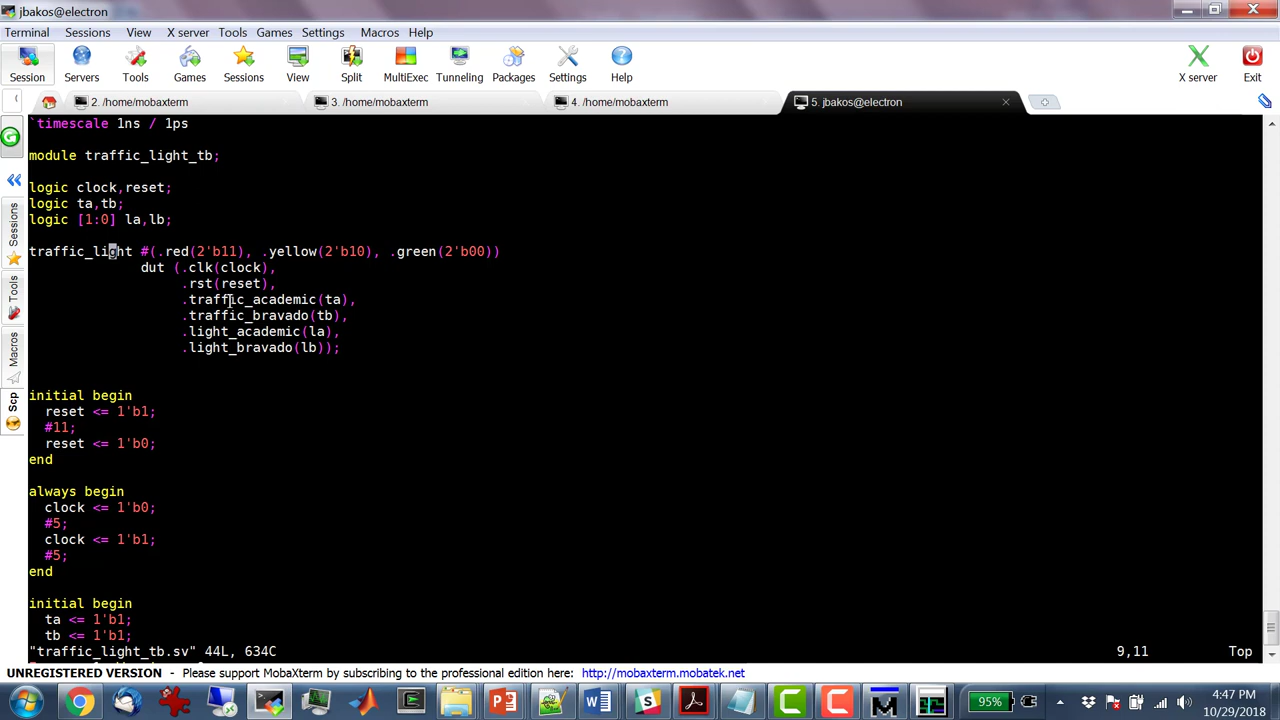 jbakos@electron
Terminal Sessions View X server Tools Games Settings Macros Help
Session Servers Tools Games Sessions View Split MultiExec Tunneling Packages Settings Help X server Exit
2. /home/mobaxterm 3. /home/mobaxterm 4. /home/mobaxterm 5. jbakos@electron
Sessions
Tools
Macros
Scp
`timescale 1ns / 1ps
module traffic_light_tb;
logic clock,reset;
logic ta,tb;
logic [1:0] la,lb;
traffic_light #(.red(2'b11), .yellow(2'b10), .green(2'b00))
dut (.clk(clock),
.rst(reset),
.traffic_academic(ta),
.traffic_bravado(tb),
.light_academic(la),
.light_bravado(lb));
initial begin
reset <= 1'b1;
#11;
reset <= 1'b0;
end
always begin
clock <= 1'b0;
#5;
clock <= 1'b1;
#5;
end
initial begin
ta <= 1'b1;
tb <= 1'b1;
"traffic_light_tb.sv" 44L, 634C 9,11 Top
UNREGISTERED VERSION - Please support MobaXterm by subscribing to the professional edition here: http://mobaxterm.mobatek.net
95% 4:47 PM
10/29/2018